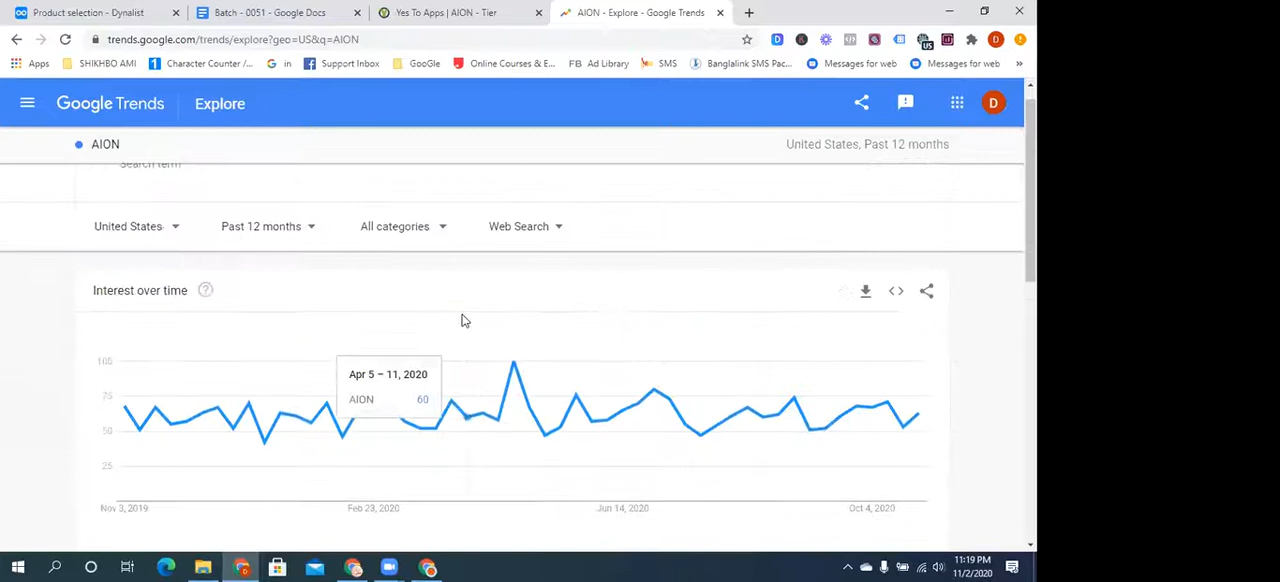 Product selection - Dynalist
Batch - 0051 - Google Docs
Yes To Apps | AION - Tier
AION - Explore - Google Trends
trends.google.com/trends/explore?geo=US&q=AION
US
D
Apps
SHIKHBO AMI
Character Counter /...
in
Support Inbox
GooGle
Online Courses & E...
FB Ad Library
SMS
Banglalink SMS Pac...
Messages for web
Messages for web
»
Google Trends
Explore
D
AION
United States, Past 12 months
Search term
United States
Past 12 months
All categories
Web Search
Interest over time
100
75
50
25
Apr 5 – 11, 2020
AION 60
Nov 3, 2019
Feb 23, 2020
Jun 14, 2020
Oct 4, 2020
11:19 PM
11/2/2020